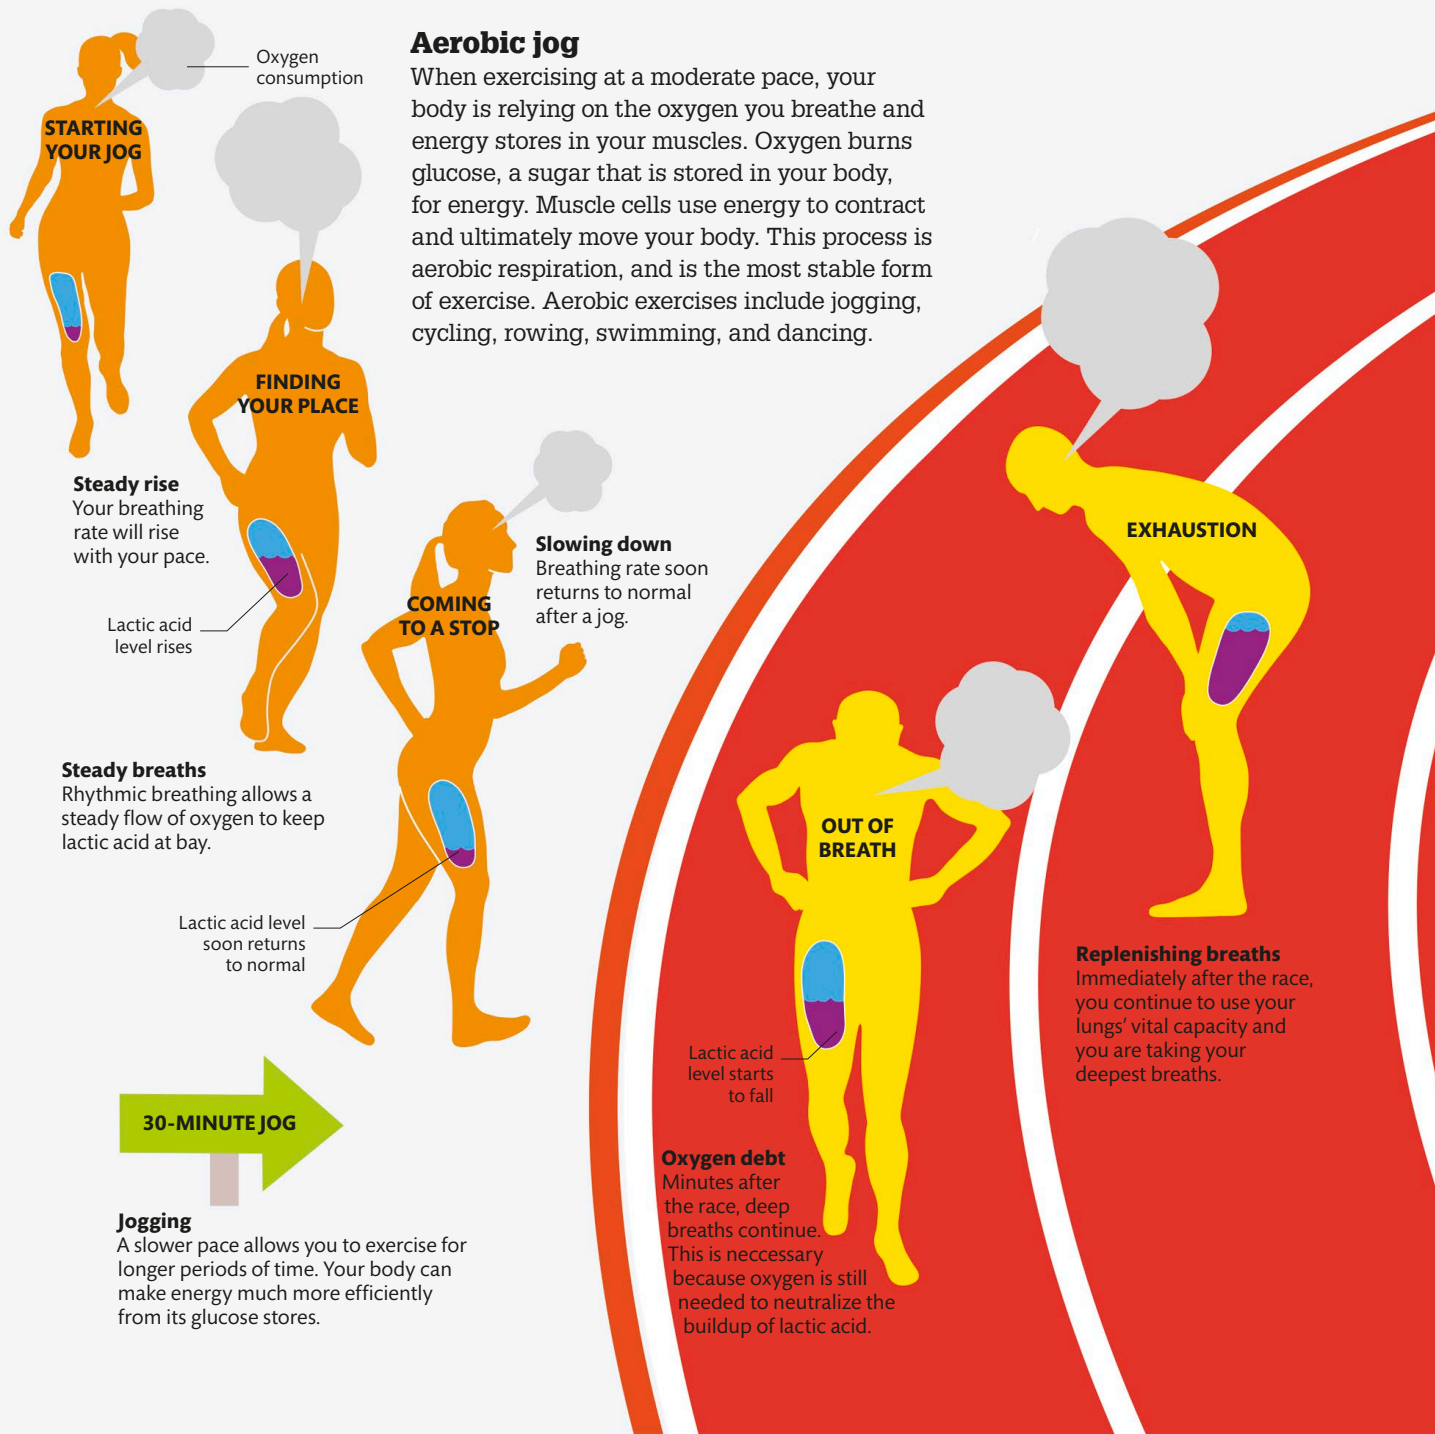 Aerobic jog
When exercising at a moderate pace, your
body is relying on the oxygen you breathe and
energy stores in your muscles. Oxygen burns
glucose, a sugar that is stored in your body,
for energy. Muscle cells use energy to contract
and ultimately move your body. This process is
aerobic respiration, and is the most stable form
of exercise. Aerobic exercises include jogging,
cycling, rowing, swimming, and dancing.
Oxygen
consumption
STARTING
YOUR JOG
Steady rise
Your breathing
rate will rise
with your pace.
FINDING
YOUR PLACE
Lactic acid
level rises
Steady breaths
Rhythmic breathing allows a
steady flow of oxygen to keep
lactic acid at bay.
COMING
TO A STOP
Slowing down
Breathing rate soon
returns to normal
after a jog.
Lactic acid level
soon returns
to normal
30-MINUTE JOG
Jogging
A slower pace allows you to exercise for
longer periods of time. Your body can
make energy much more efficiently
from its glucose stores.
EXHAUSTION
Replenishing breaths
Immediately after the race,
you continue to use your
lungs’ vital capacity and
you are taking your
deepest breaths.
OUT OF
BREATH
Lactic acid
level starts
to fall
Oxygen debt
Minutes after
the race, deep
breaths continue.
This is neccessary
because oxygen is still
needed to neutralize the
buildup of lactic acid.